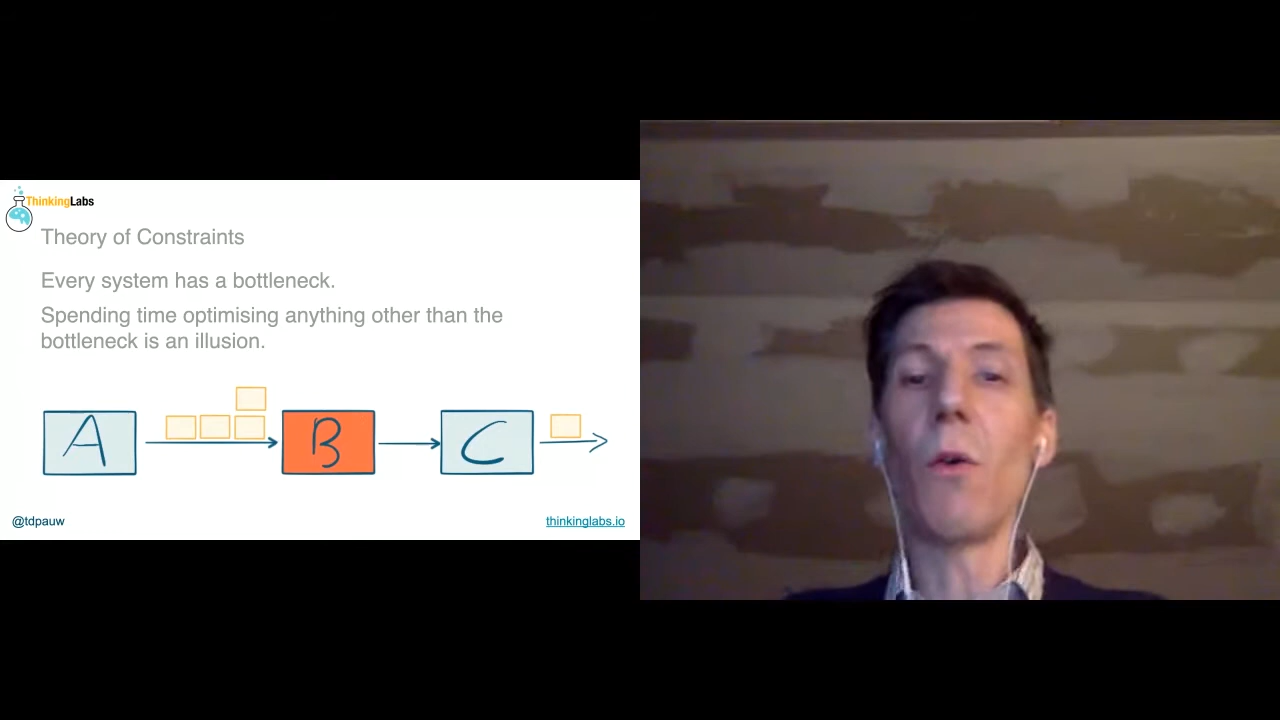 ThinkingLabs
Theory of Constraints
Every system has a bottleneck.
Spending time optimising anything other than the
bottleneck is an illusion.
A B C
@tdpauw thinkinglabs.io